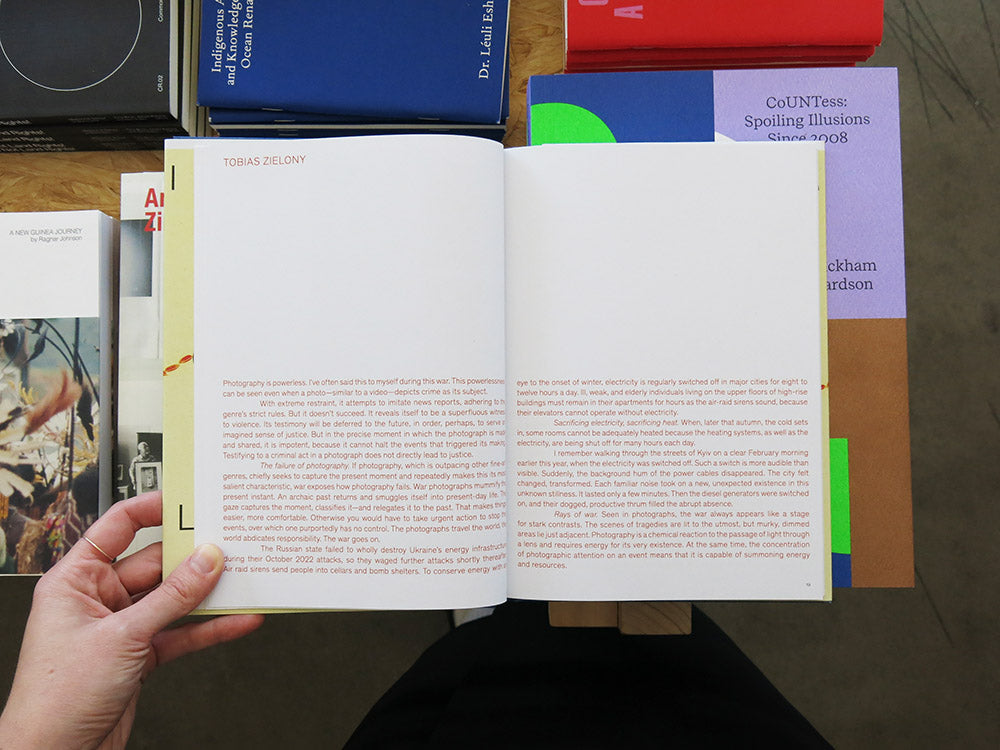 Common
CR.02
Indigenous A
and Knowledge
Ocean Rena
Dr. Léuli Esh
CoUNTess:
Spoiling Illusions
Since 2008
ckham
ardson
A NEW GUINEA JOURNEY
by Ragnar Johnson
Ar
Zi
TOBIAS ZIELONY
Photography is powerless. I've often said this to myself during this war. This powerlessness
can be seen even when a photo—similar to a video—depicts crime as its subject.
With extreme restraint, it attempts to imitate news reports, adhering to th
genre's strict rules. But it doesn't succeed. It reveals itself to be a superfluous witnes
to violence. Its testimony will be deferred to the future, in order, perhaps, to serve a
imagined sense of justice. But in the precise moment in which the photograph is ma
and shared, it is impotent, because it cannot halt the events that triggered its making.
Testifying to a criminal act in a photograph does not directly lead to justice.
The failure of photography. If photography, which is outpacing other fine-ar
genres, chiefly seeks to capture the present moment and repeatedly makes this its most
salient characteristic, war exposes how photography fails. War photographs mummify th
present instant. An archaic past returns and smuggles itself into present-day life. Th
gaze captures the moment, classifies it—and relegates it to the past. That makes thing
easier, more comfortable. Otherwise you would have to take urgent action to stop th
events, over which one purportedly has no control. The photographs travel the world, th
world abdicates responsibility. The war goes on.
The Russian state failed to wholly destroy Ukraine's energy infrastructur
during their October 2022 attacks, so they waged further attacks shortly thereafter
Air raid sirens send people into cellars and bomb shelters. To conserve energy with
eye to the onset of winter, electricity is regularly switched off in major cities for eight to
twelve hours a day. Ill, weak, and elderly individuals living on the upper floors of high-rise
buildings must remain in their apartments for hours as the air-raid sirens sound, because
their elevators cannot operate without electricity.
Sacrificing electricity, sacrificing heat. When, later that autumn, the cold sets
in, some rooms cannot be adequately heated because the heating systems, as well as the
electricity, are being shut off for many hours each day.
I remember walking through the streets of Kyiv on a clear February morning
earlier this year, when the electricity was switched off. Such a switch is more audible than
visible. Suddenly, the background hum of the power cables disappeared. The city felt
changed, transformed. Each familiar noise took on a new, unexpected existence in this
unknown stillness. It lasted only a few minutes. Then the diesel generators were switched
on, and their dogged, productive thrum filled the abrupt absence.
Rays of war. Seen in photographs, the war always appears like a stage
for stark contrasts. The scenes of tragedies are lit to the utmost, but murky, dimmed
areas lie just adjacent. Photography is a chemical reaction to the passage of light through
a lens and requires energy for its very existence. At the same time, the concentration
of photographic attention on an event means that it is capable of summoning energy
and resources.